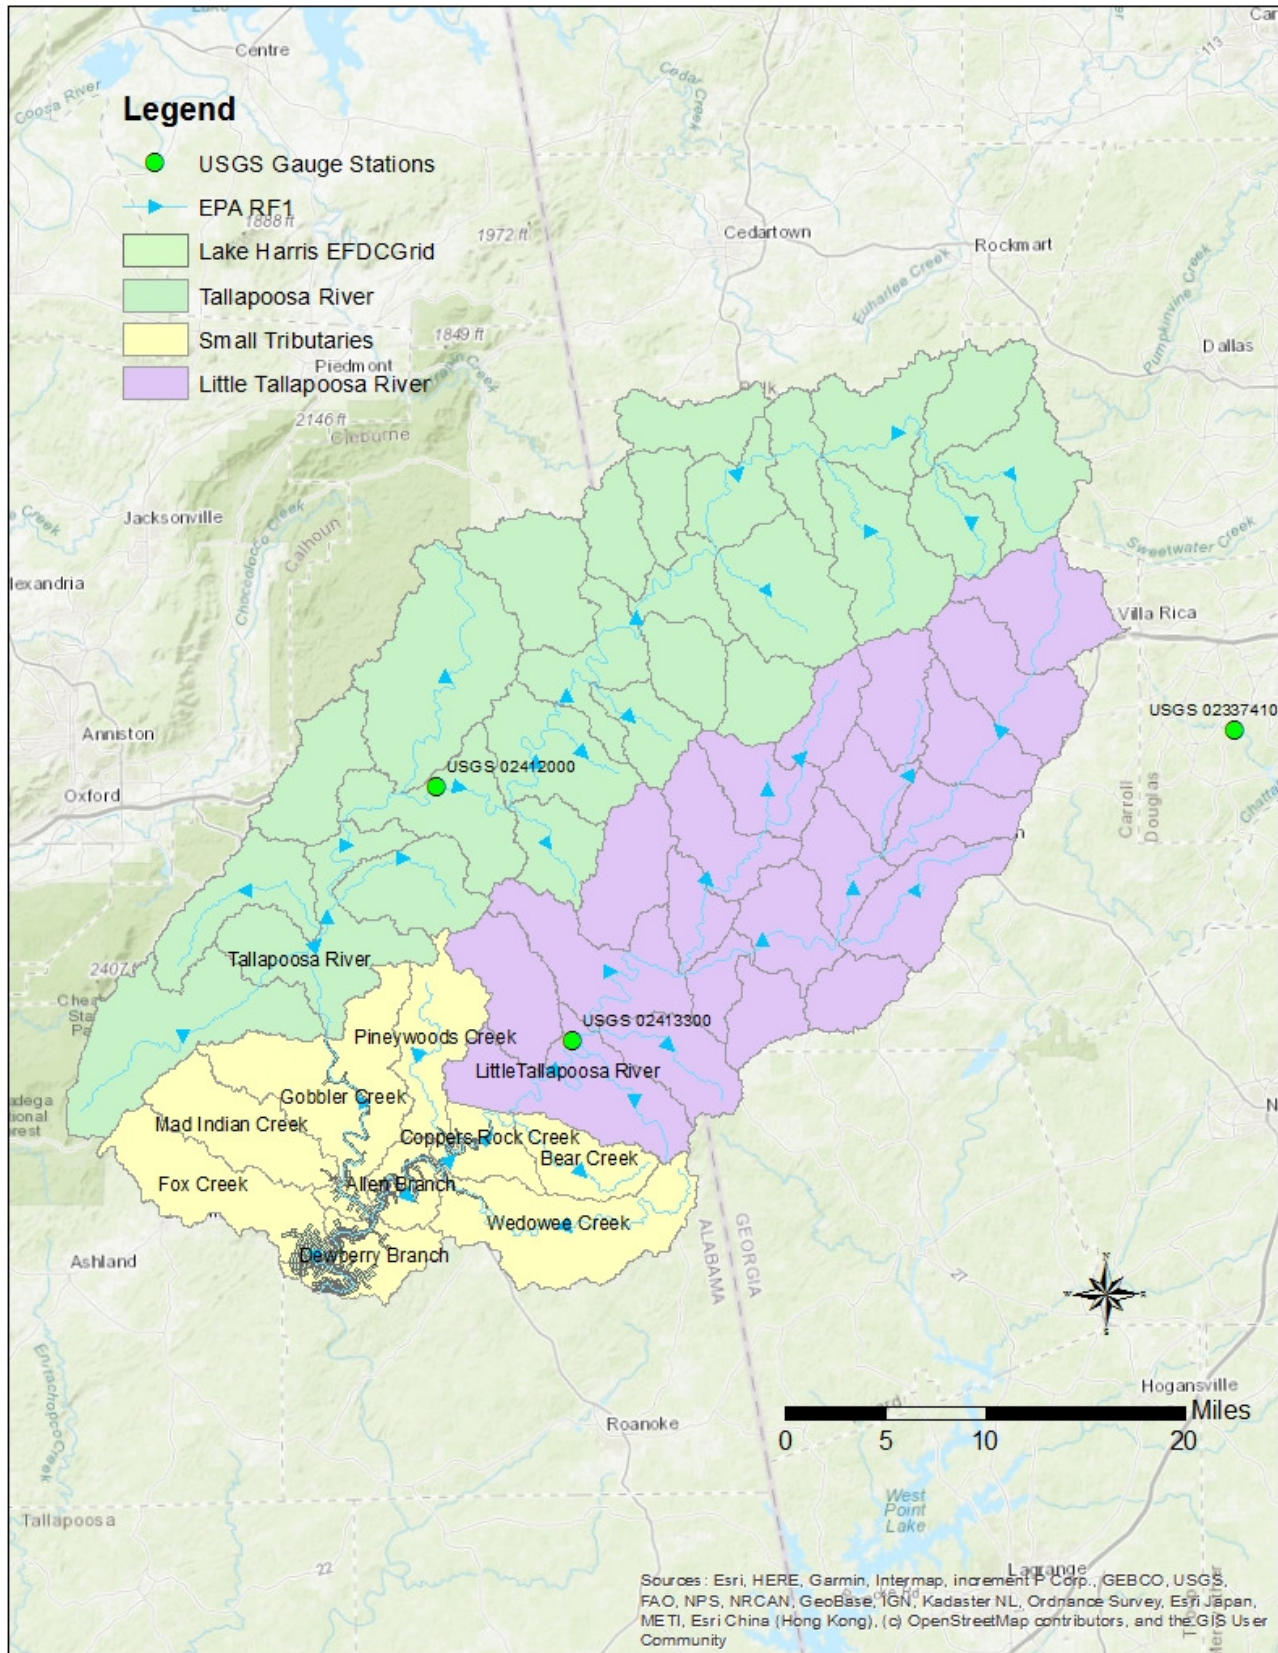 Centre
Coosa River
Cedar Creek
113
Legend
USGS Gauge Stations
EPA RF1
1888 ft
Lake Harris EFDCGrid
Tallapoosa River
Small Tributaries
Little Tallapoosa River
1972 ft
Cedartown
Rockmart
Euharlee Creek
Pumpkinvine Creek
1849 ft
Dallas
Piedmont
2146 ft
Cleburne
Jacksonville
Calhoun
Choccolocco Creek
Sweetwater Creek
lexandria
Villa Rica
USGS 02337410
Anniston
USGS 02412000
Oxford
Carroll
Douglas
Tallapoosa River
2407 ft
USGS 02413300
Pineywoods Creek
LittleTallapoosa River
Gobbler Creek
Mad Indian Creek
Coppers Rock Creek
Bear Creek
Fox Creek
Allen Branch
Wedowee Creek
ALABAMA
GEORGIA
Dewberry Branch
Ashland
27
N
W
E
S
Hogansville
Miles
0 5 10 20
Roanoke
West
Point
Lake
Tallapoosa
22
Lagrange
Sources: Esri, HERE, Garmin, Intermap, increment P Corp., GEBCO, USGS,
FAO, NPS, NRCAN, GeoBase, IGN, Kadaster NL, Ordnance Survey, Esri Japan,
METI, Esri China (Hong Kong), (c) OpenStreetMap contributors, and the GIS User
Community